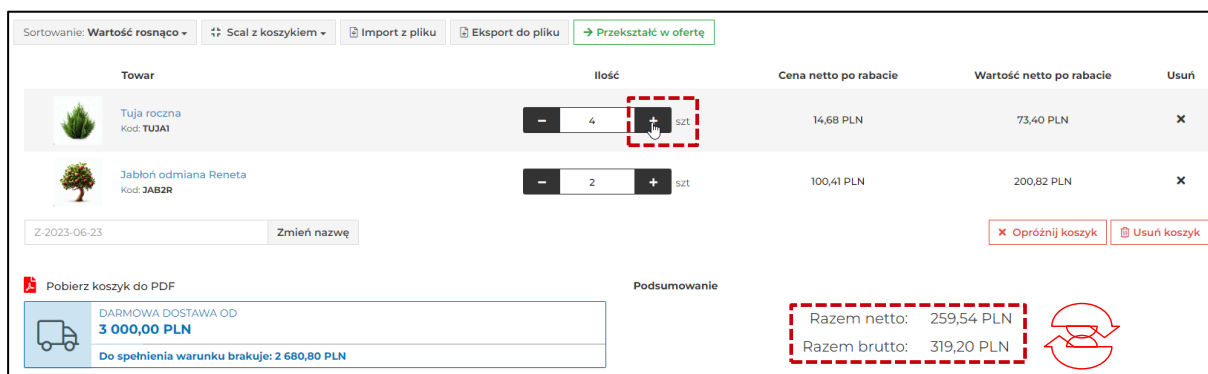 Sortowanie: Wartość rosnąco Scal z koszykiem Import z pliku Eksport do pliku Przekształć w ofertę
Towar Ilość Cena netto po rabacie Wartość netto po rabacie Usuń
Tuja roczna
Kod: TUJA1
4 szt 14,68 PLN 73,40 PLN
Jabłoń odmiana Reneta
Kod: JAB2R
2 szt 100,41 PLN 200,82 PLN
Z-2023-06-23 Zmień nazwę Opróżnij koszyk Usuń koszyk
Pobierz koszyk do PDF Podsumowanie
DARMOWA DOSTAWA OD
3 000,00 PLN
Do spełnienia warunku brakuje: 2 680,80 PLN
Razem netto: 259,54 PLN
Razem brutto: 319,20 PLN